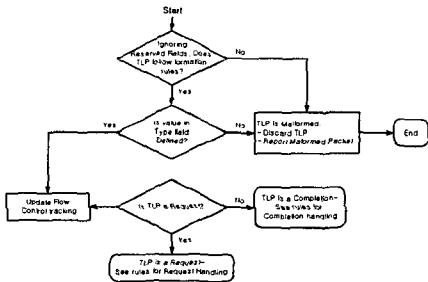 Start
Ignoring
Reserved Fields, Does
TLP follow formation
rules?
No
Yes
Is value in
Type field
Defined?
Yes
No
TLP is Malformed
- Discard TLP
- Report Malformed Packet
End
Update Flow
Control tracking
Is TLP a Request?
No
TLP is a Completion-
See rules for
Completion handling
Yes
TLP is a Request-
See rules for Request Handling